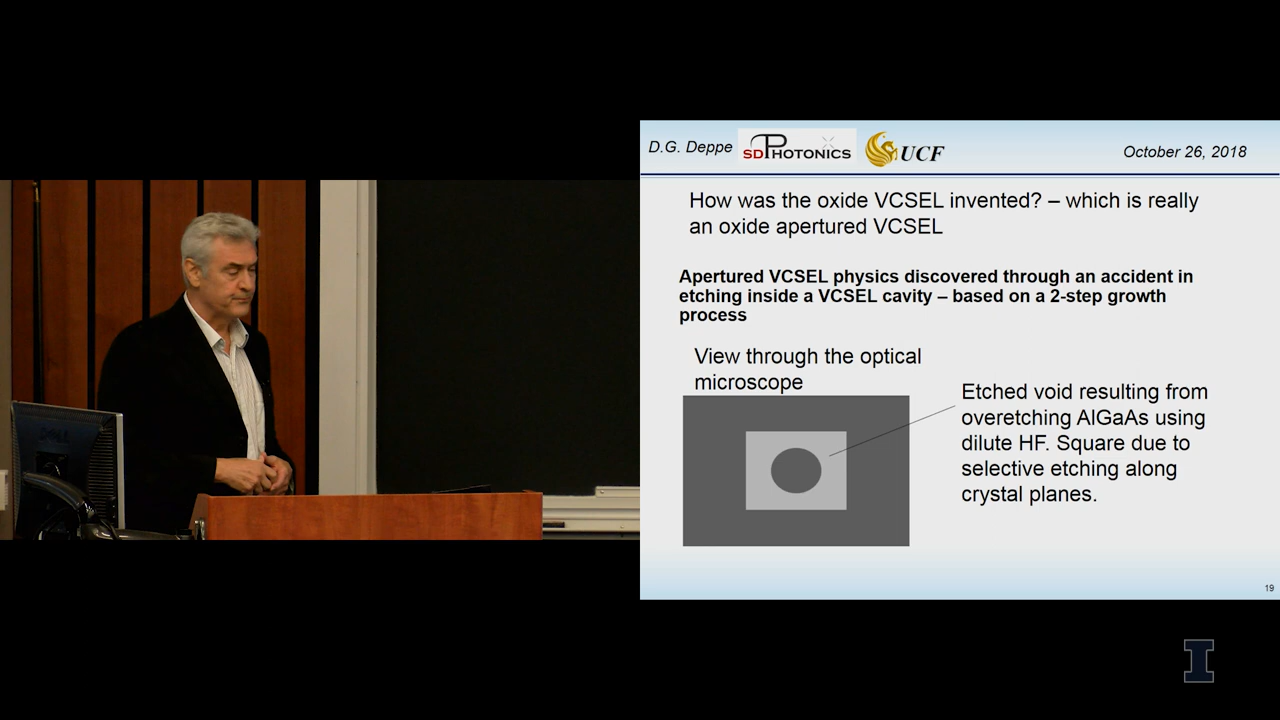 D.G. Deppe
SDPHOTONICS
UCF
October 26, 2018
How was the oxide VCSEL invented? – which is really
an oxide apertured VCSEL
Apertured VCSEL physics discovered through an accident in
etching inside a VCSEL cavity – based on a 2-step growth
process
View through the optical
microscope
Etched void resulting from
overetching AlGaAs using
dilute HF. Square due to
selective etching along
crystal planes.
DELL
19
I